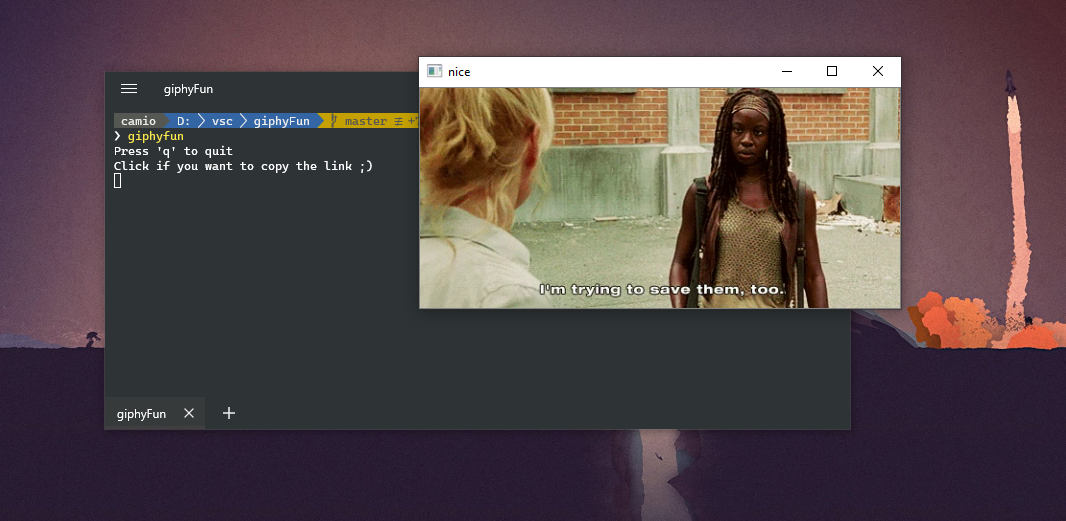 giphyFun
camio D: vsc giphyFun master ≢ +
❯ giphyfun
Press 'q' to quit
Click if you want to copy the link ;)
giphyFun
nice
I'm trying to save them, too.